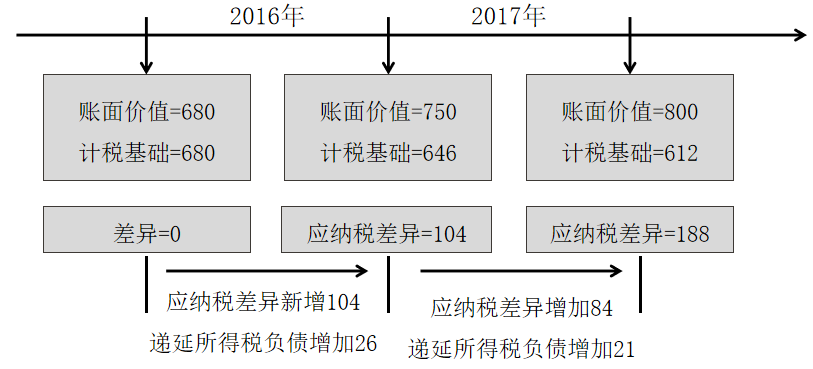 2016年
2017年
账面价值=680
计税基础=680
账面价值=750
计税基础=646
账面价值=800
计税基础=612
差异=0
应纳税差异=104
应纳税差异=188
应纳税差异新增104
递延所得税负债增加26
应纳税差异增加84
递延所得税负债增加21